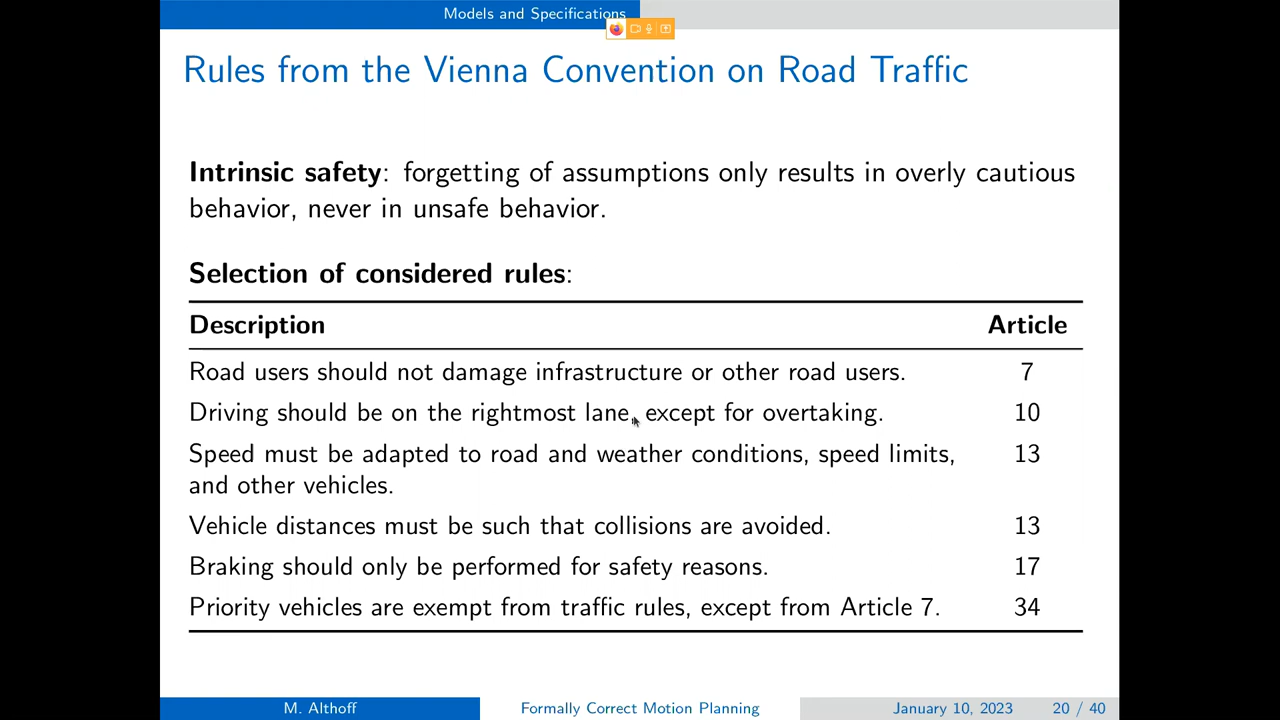 Models and Specifications
Rules from the Vienna Convention on Road Traffic
Intrinsic safety: forgetting of assumptions only results in overly cautious
behavior, never in unsafe behavior.
Selection of considered rules:
Description Article
Road users should not damage infrastructure or other road users. 7
Driving should be on the rightmost lane, except for overtaking. 10
Speed must be adapted to road and weather conditions, speed limits, 13
and other vehicles.
Vehicle distances must be such that collisions are avoided. 13
Braking should only be performed for safety reasons. 17
Priority vehicles are exempt from traffic rules, except from Article 7. 34
M. Althoff Formally Correct Motion Planning January 10, 2023 20 / 40